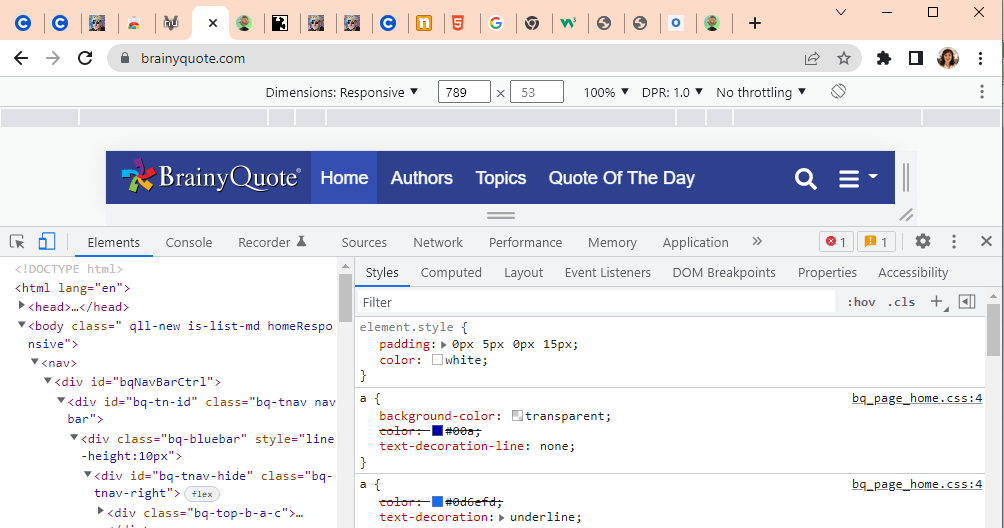 brainyquote.com
Dimensions: Responsive 789 × 53 100% DPR: 1.0 No throttling
BrainyQuote® Home Authors Topics Quote Of The Day
Elements Console Recorder Sources Network Performance Memory Application » 1 1
<!DOCTYPE html>
<html lang="en">
<head>…</head>
<body class=" qll-new is-list-md homeRespo
nsive">
<nav>
<div id="bqNavBarCtrl">
<div id="bq-tn-id" class="bq-tnav nav
bar">
<div class="bq-bluebar" style="line
-height:10px">
<div id="bq-tnav-hide" class="bq-
tnav-right"> flex
<div class="bq-top-b-a-c">…
Styles Computed Layout Event Listeners DOM Breakpoints Properties Accessibility
Filter :hov .cls
element.style {
padding: 0px 5px 0px 15px;
color: white;
}
a { bq_page_home.css:4
background-color: transparent;
color: #00a;
text-decoration-line: none;
}
a { bq_page_home.css:4
color: #0d6efd;
text-decoration: underline;